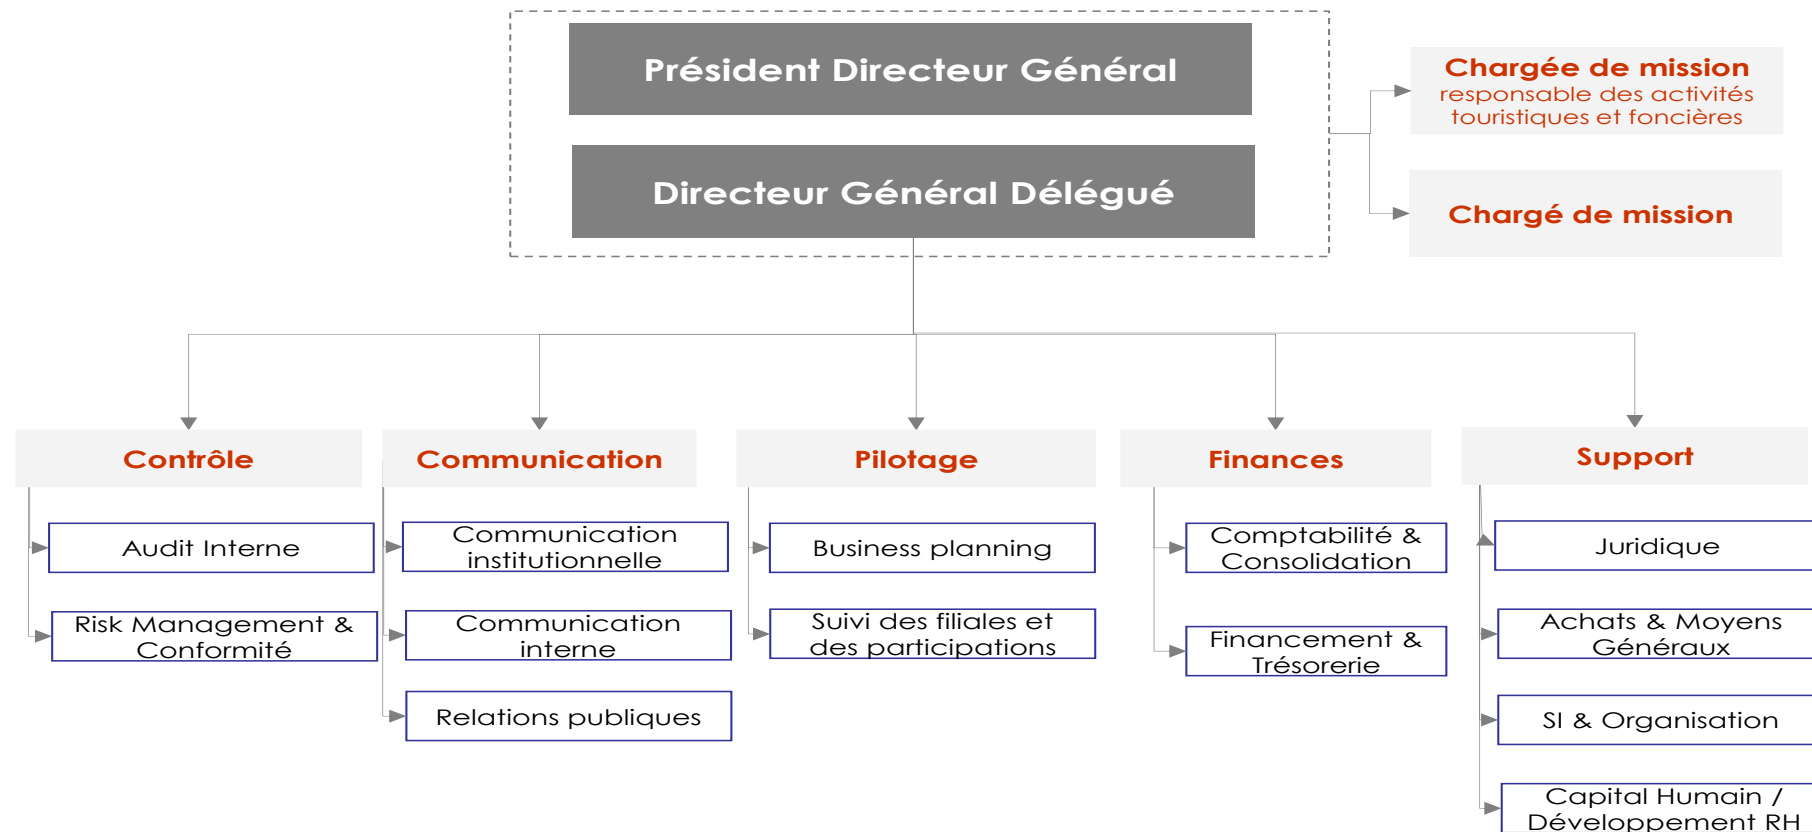 Président Directeur Général
Directeur Général Délégué
Chargée de mission
responsable des activités
touristiques et foncières
Chargé de mission
Contrôle
Audit Interne
Risk Management &
Conformité
Communication
Communication
institutionnelle
Communication
interne
Relations publiques
Pilotage
Business planning
Suivi des filiales et
des participations
Finances
Comptabilité &
Consolidation
Financement &
Trésorerie
Support
Juridique
Achats & Moyens
Généraux
SI & Organisation
Capital Humain /
Développement RH